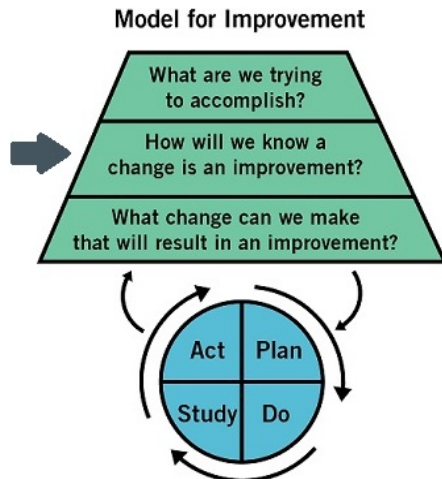 Model for Improvement
What are we trying
to accomplish?
How will we know a
change is an improvement?
What change can we make
that will result in an improvement?
Act
Plan
Study
Do